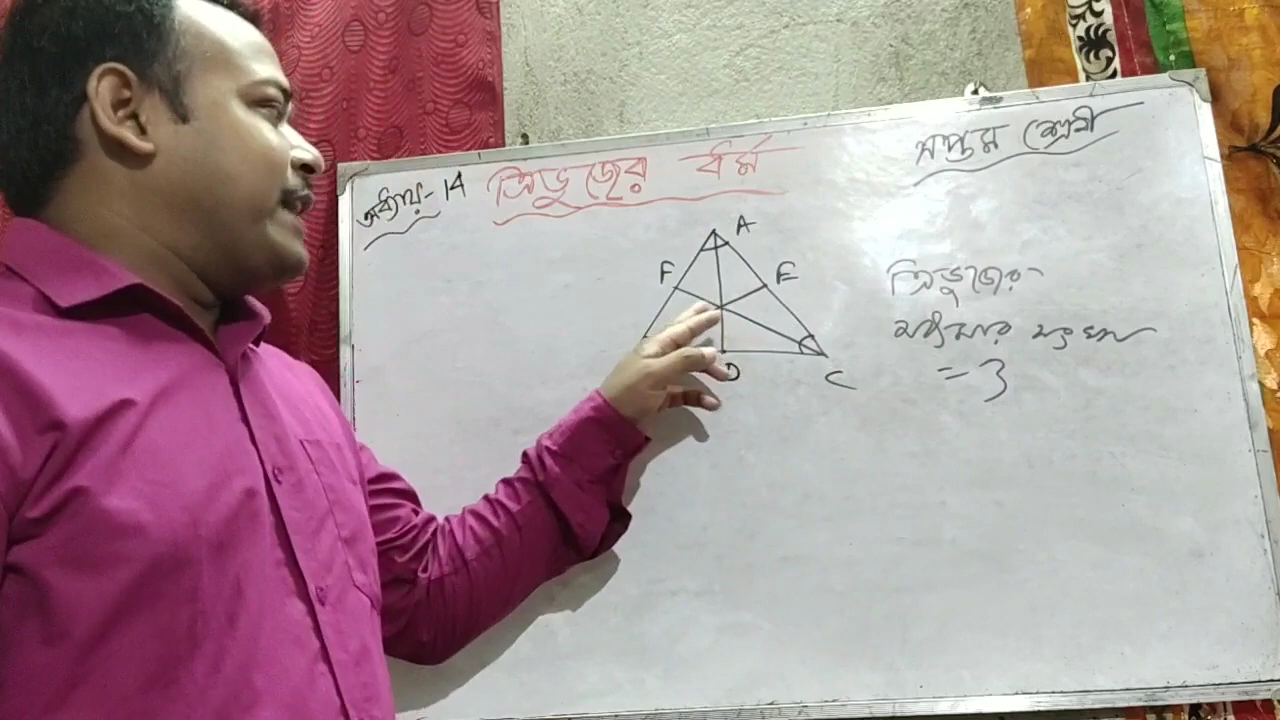 অধ্যায়-14
ত্রিভুজের ধর্ম
সপ্তম শ্রেণী
A
F
E
D
C
ত্রিভুজের
মধ্যমার সংখ্যা
= 3